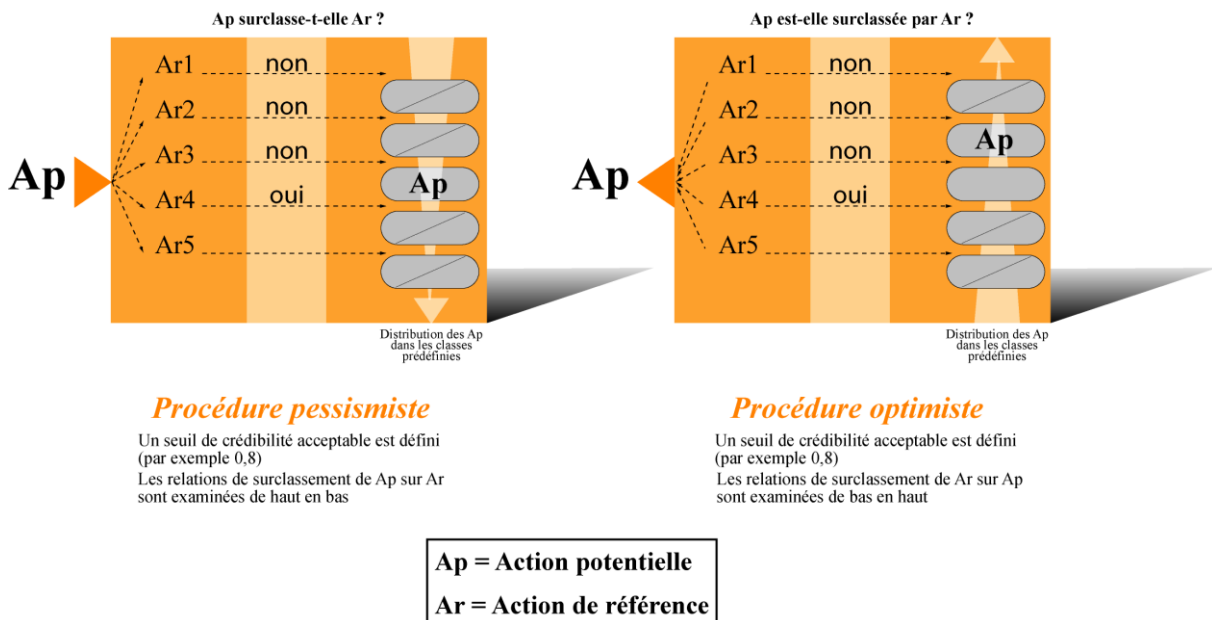 Ap surclasse-t-elle Ar ?
Ap
Ar1
non
Ar2
non
Ar3
non
Ar4
oui
Ar5
Ap
Distribution des Ap
dans les classes
prédéfinies
Procédure pessimiste
Un seuil de crédibilité acceptable est défini
(par exemple 0,8)
Les relations de surclassement de Ap sur Ar
sont examinées de haut en bas
Ap est-elle surclassée par Ar ?
Ap
Ar1
non
Ar2
non
Ar3
non
Ar4
oui
Ar5
Ap
Distribution des Ap
dans les classes
prédéfinies
Procédure optimiste
Un seuil de crédibilité acceptable est défini
(par exemple 0,8)
Les relations de surclassement de Ar sur Ap
sont examinées de bas en haut
Ap = Action potentielle
Ar = Action de référence